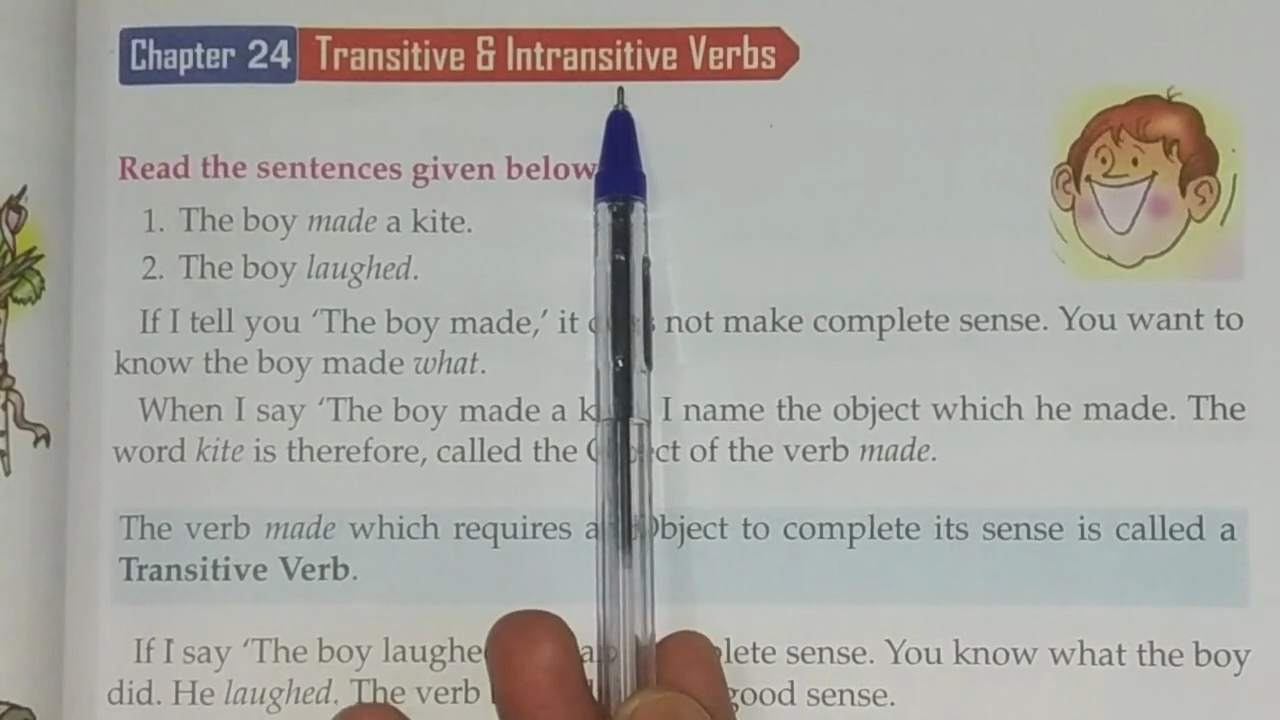 Chapter 24 Transitive & Intransitive Verbs
Read the sentences given below
1. The boy made a kite.
2. The boy laughed.
If I tell you ‘The boy made,’ it not make complete sense. You want to
know the boy made what.
When I say ‘The boy made a I name the object which he made. The
word kite is therefore, called the of the verb made.
The verb made which requires Object to complete its sense is called a
Transitive Verb.
If I say ‘The boy sense. You know what the boy
did. He laughed. The verb good sense.